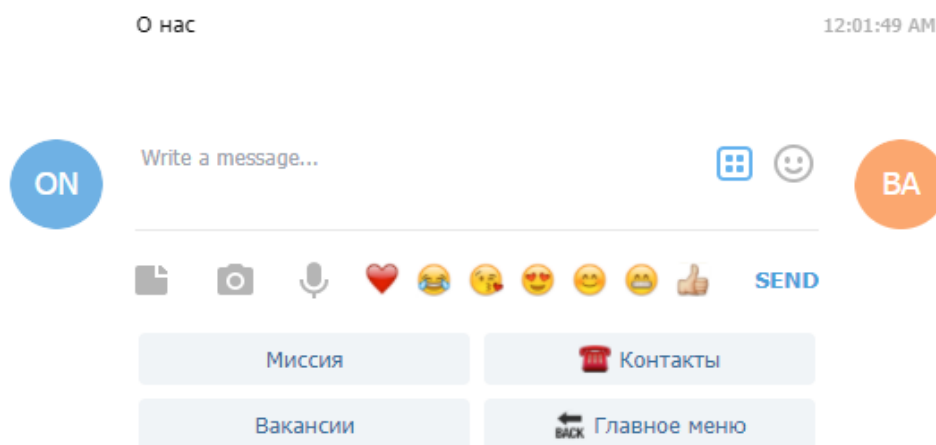 О нас 12:01:49 AM
Write a message...
ON
BA
SEND
Миссия
Контакты
Вакансии
BACK Главное меню